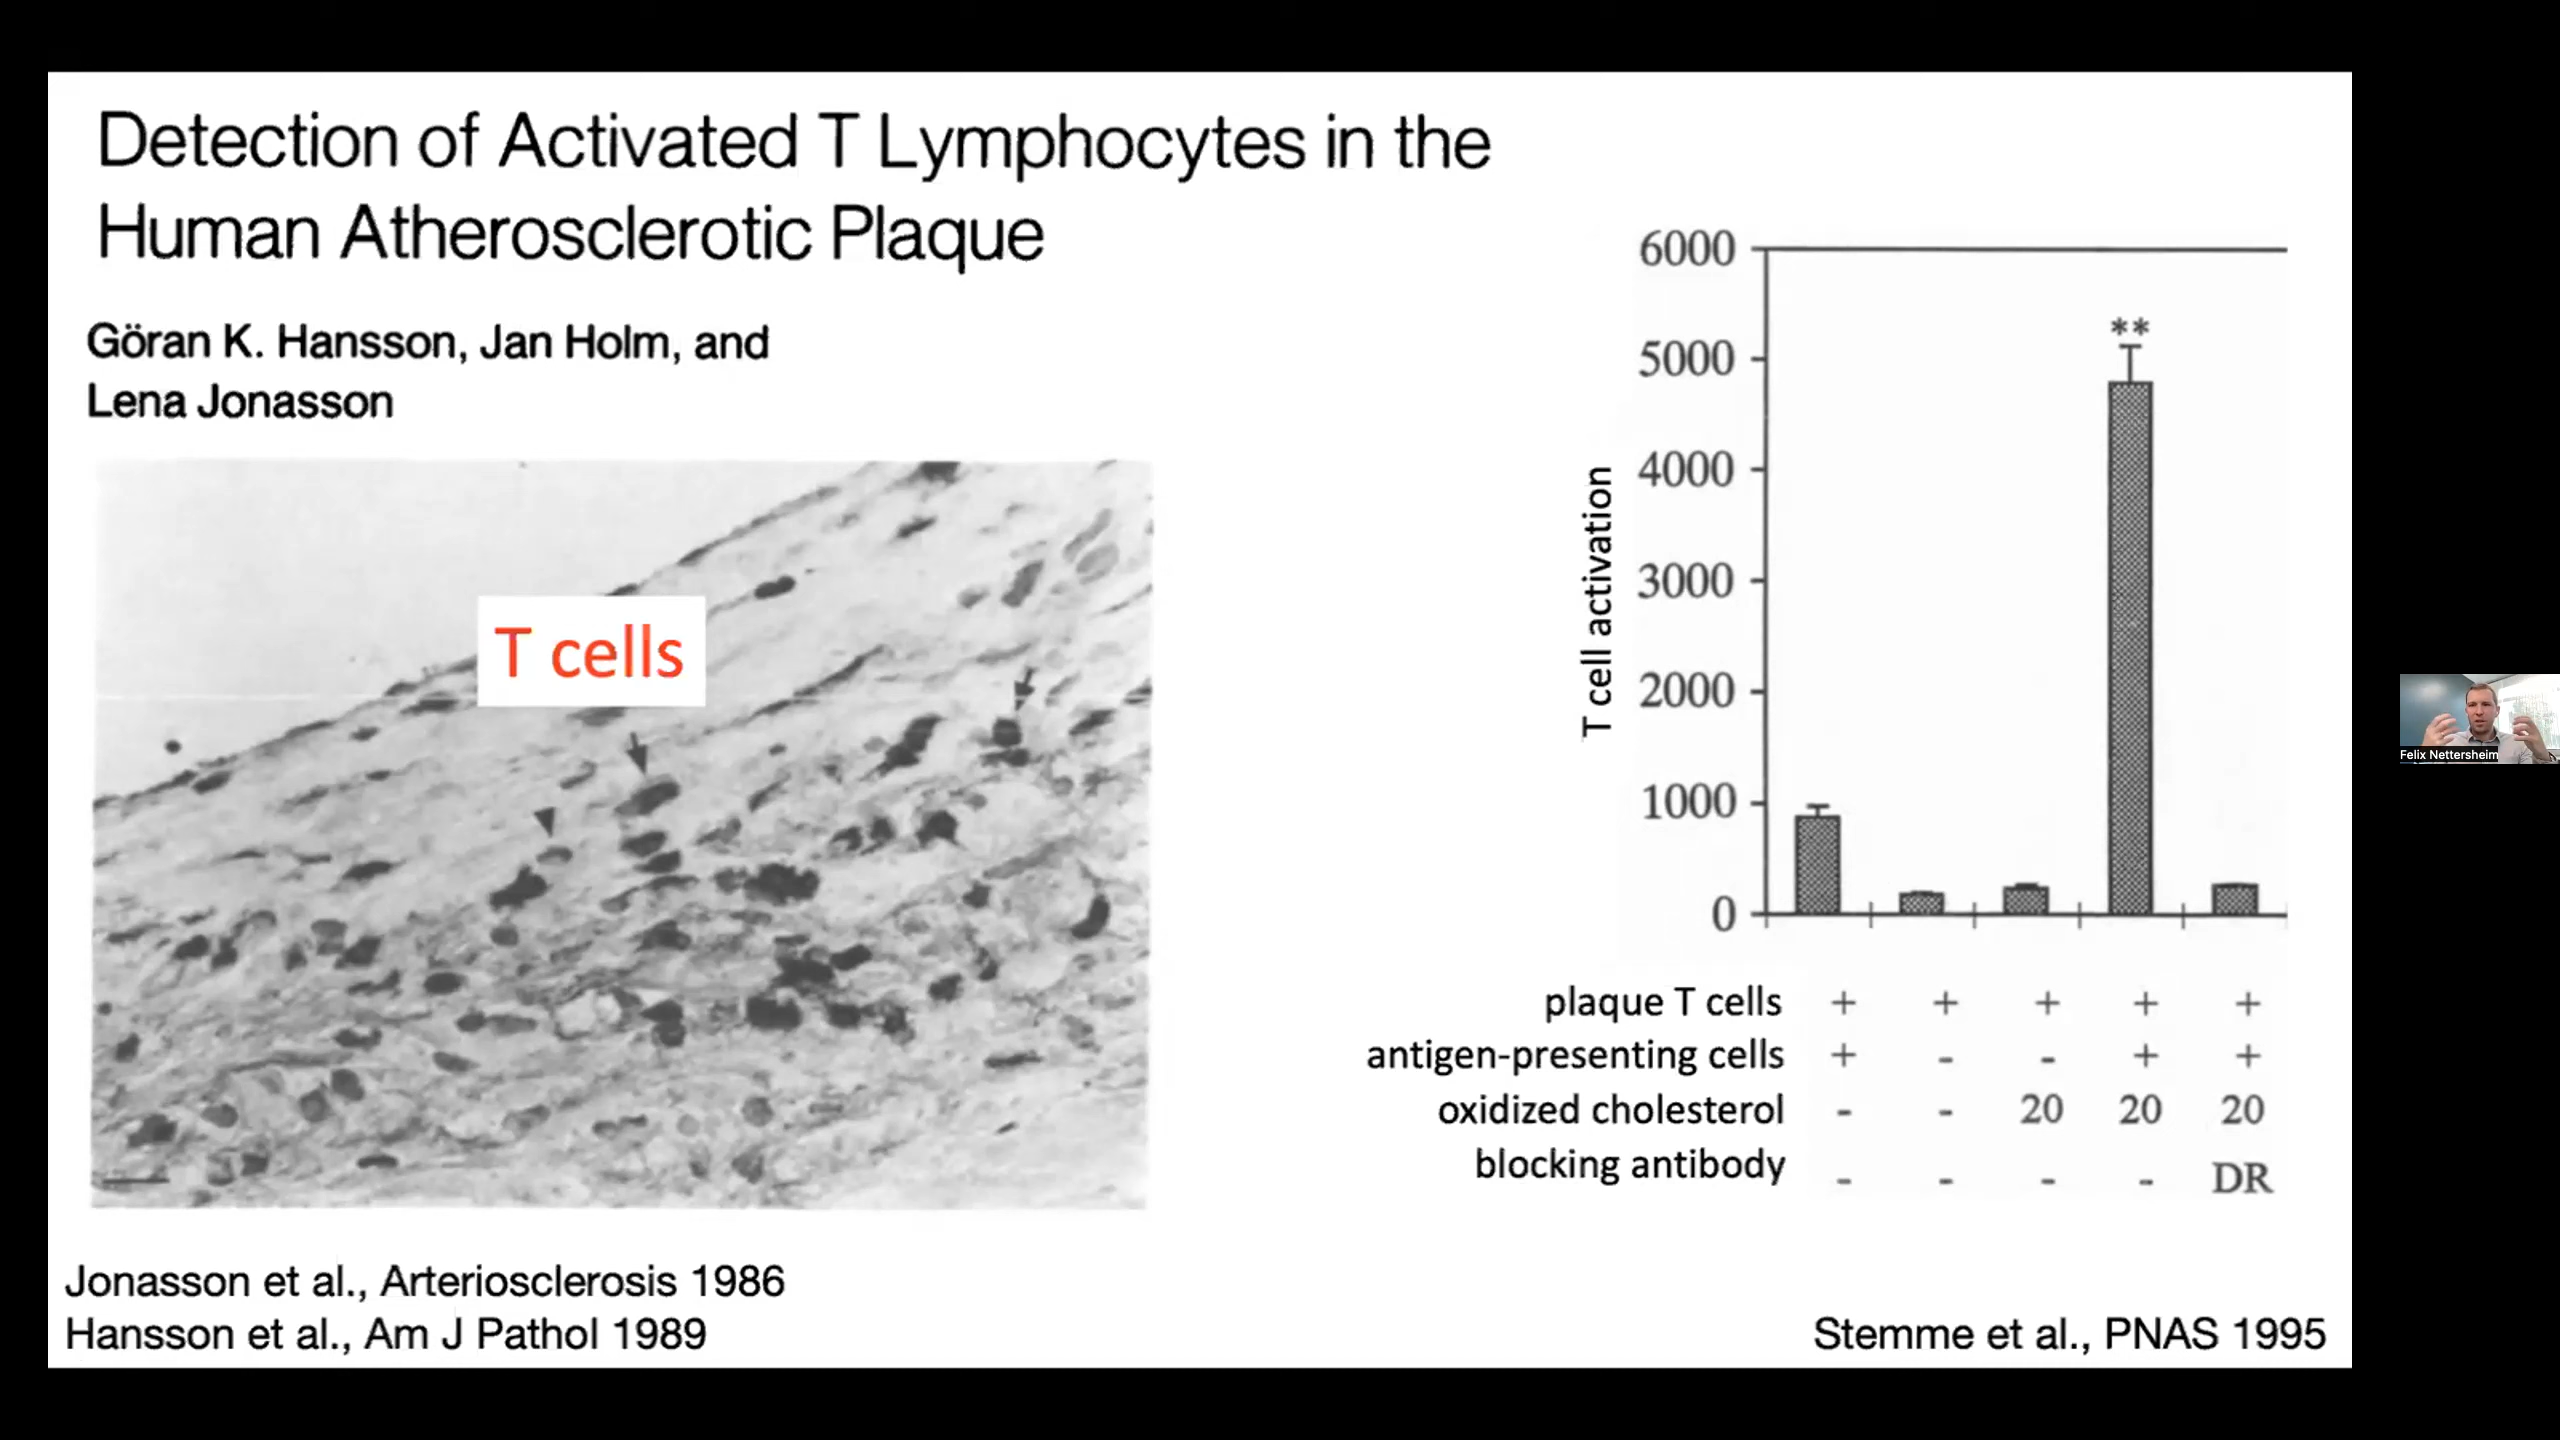 Detection of Activated T Lymphocytes in the
Human Atherosclerotic Plaque
Göran K. Hansson, Jan Holm, and
Lena Jonasson
T cells
Jonasson et al., Arteriosclerosis 1986
Hansson et al., Am J Pathol 1989
T cell activation
6000
5000
4000
3000
2000
1000
0
**
plaque T cells + + + + +
antigen-presenting cells + - - + +
oxidized cholesterol - - 20 20 20
blocking antibody - - - - DR
Stemme et al., PNAS 1995
Felix Nettersheim